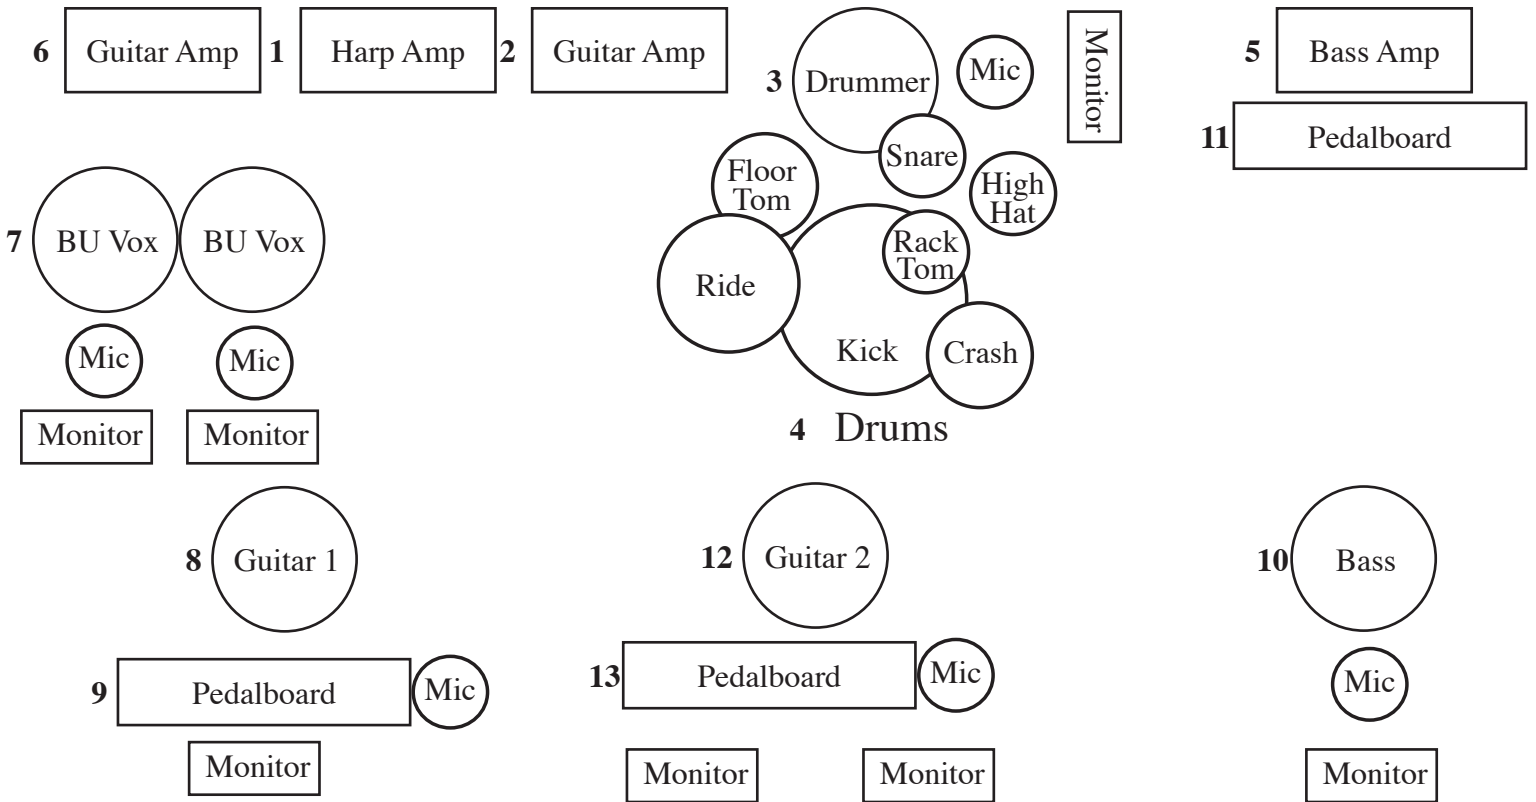 6 Guitar Amp 1 Harp Amp 2 Guitar Amp
3 Drummer
Mic
Monitor
5 Bass Amp
11 Pedalboard
Snare
Floor
Tom
High
Hat
7 BU Vox BU Vox
Rack
Tom
Ride
Kick
Crash
Mic Mic
Monitor Monitor
4 Drums
8 Guitar 1
12 Guitar 2
10 Bass
9 Pedalboard Mic
13 Pedalboard Mic
Mic
Monitor
Monitor Monitor
Monitor